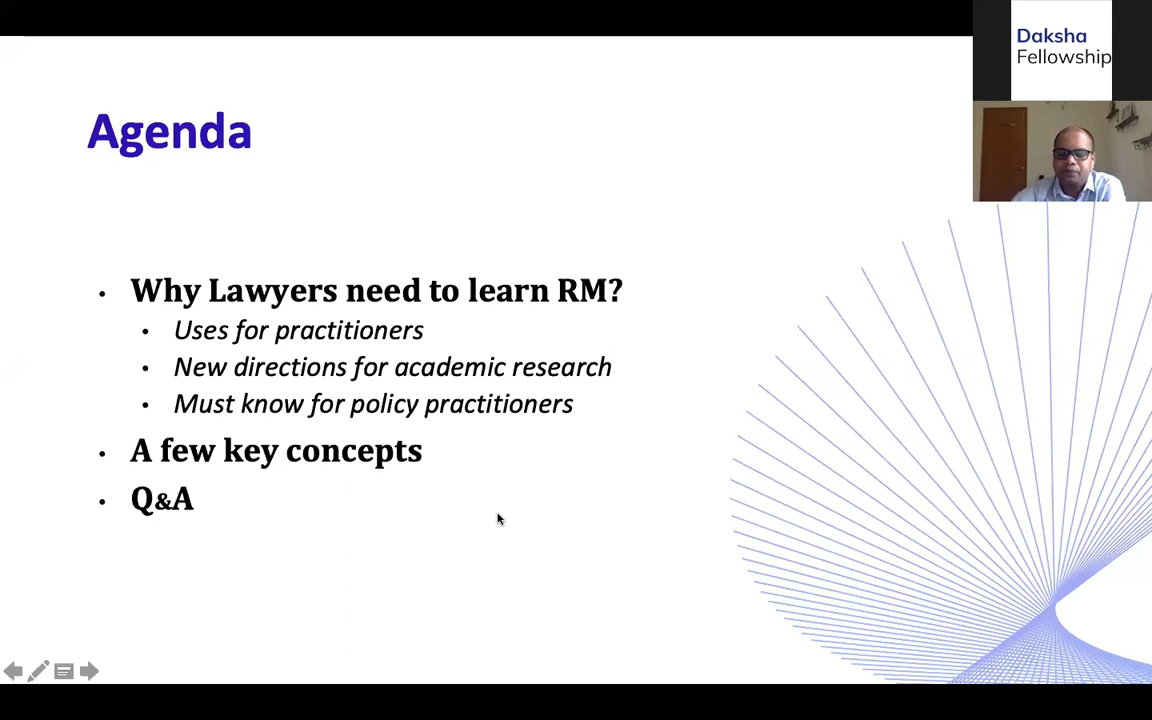 Daksha
Fellowship
Agenda
• Why Lawyers need to learn RM?
• Uses for practitioners
• New directions for academic research
• Must know for policy practitioners
• A few key concepts
• Q&A